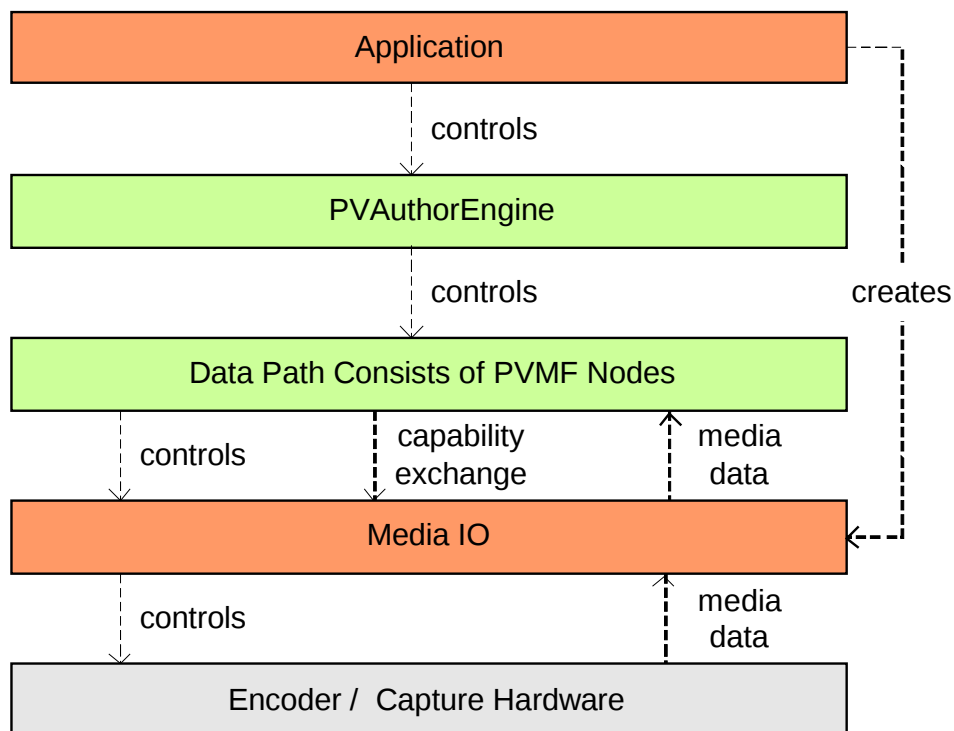 Application
controls
PVAuthorEngine
controls
creates
Data Path Consists of PVMF Nodes
controls
capability
exchange
media
data
Media IO
controls
media
data
Encoder /  Capture Hardware